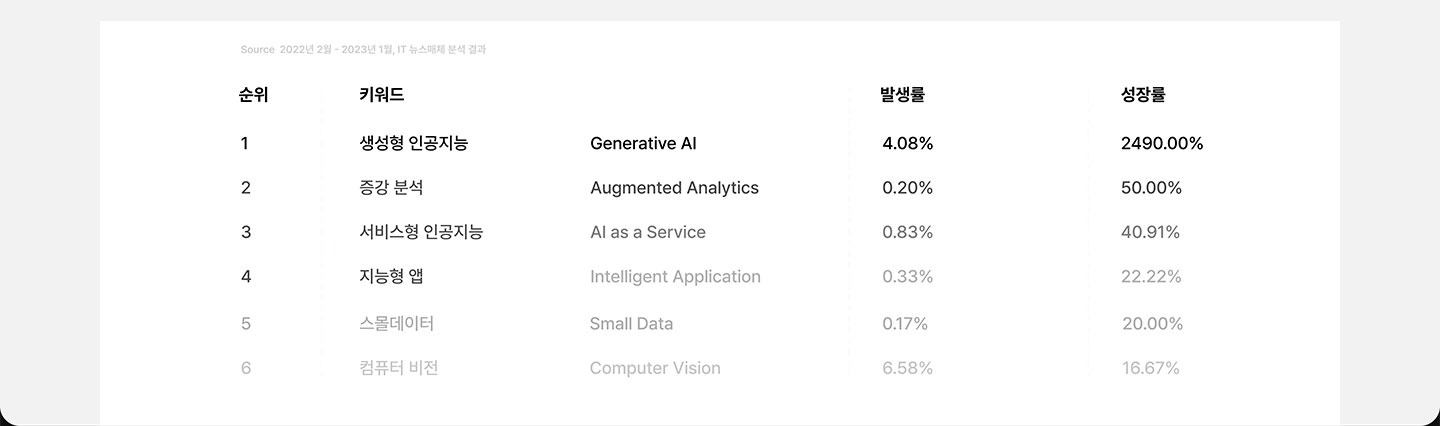 Source 2022년 2월 - 2023년 1월, IT 뉴스매체 분석 결과
순위 키워드 발생률 성장률
1 생성형 인공지능 Generative AI 4.08% 2490.00%
2 증강 분석 Augmented Analytics 0.20% 50.00%
3 서비스형 인공지능 AI as a Service 0.83% 40.91%
4 지능형 앱 Intelligent Application 0.33% 22.22%
5 스몰데이터 Small Data 0.17% 20.00%
6 컴퓨터 비전 Computer Vision 6.58% 16.67%